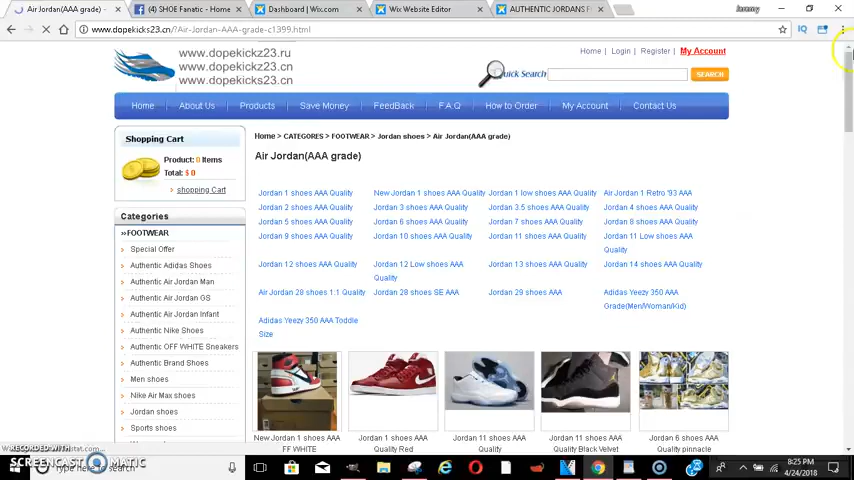 Air Jordan(AAA grade) -
(4) SHOE Fanatic - Home
Dashboard | Wix.com
Wix Website Editor
AUTHENTIC JORDANS F
Jeremy
www.dopekicks23.cn/?Air-Jordan-AAA-grade-c1399.html
www.dopekickz23.ru
www.dopekicks23.cn
www.dopekickz23.cn
Home | Login | Register | My Account
Quick Search
SEARCH
Home
About Us
Products
Save Money
FeedBack
F.A.Q
How to Order
My Account
Contact Us
Shopping Cart
Product: 0 Items
Total: $ 0
shopping Cart
Categories
»FOOTWEAR
Special Offer
Authentic Adidas Shoes
Authentic Air Jordan Man
Authentic Air Jordan GS
Authentic Air Jordan Infant
Authentic Nike Shoes
Authentic OFF WHITE Sneakers
Authentic Brand Shoes
Men shoes
Nike Air Max shoes
Jordan shoes
Sports shoes
Home > CATEGORES > FOOTWEAR > Jordan shoes > Air Jordan(AAA grade)
Air Jordan(AAA grade)
Jordan 1 shoes AAA Quality
New Jordan 1 shoes AAA Quality
Jordan 1 low shoes AAA Quality
Air Jordan 1 Retro '93 AAA
Jordan 2 shoes AAA Quality
Jordan 3 shoes AAA Quality
Jordan 3.5 shoes AAA Quality
Jordan 4 shoes AAA Quality
Jordan 5 shoes AAA Quality
Jordan 6 shoes AAA Quality
Jordan 7 shoes AAA Quality
Jordan 8 shoes AAA Quality
Jordan 9 shoes AAA Quality
Jordan 10 shoes AAA Quality
Jordan 11 shoes AAA Quality
Jordan 11 Low shoes AAA
Quality
Jordan 12 shoes AAA Quality
Jordan 12 Low shoes AAA
Quality
Jordan 13 shoes AAA Quality
Jordan 14 shoes AAA Quality
Air Jordan 28 shoes 1:1 Quality
Jordan 28 shoes SE AAA
Jordan 29 shoes AAA
Adidas Yeezy 350 AAA
Grade(Men/Woman/Kid)
Adidas Yeezy 350 AAA Toddle
Size
New Jordan 1 shoes AAA
FF WHITE
Jordan 1 shoes AAA
Quality Red
Jordan 11 shoes AAA
Quality
Jordan 11 shoes AAA
Quality Black Velvet
Jordan 6 shoes AAA
Quality pinnacle
RECORDED WITH
SCREENCAST MATIC
type here to search
8:25 PM
4/24/2018